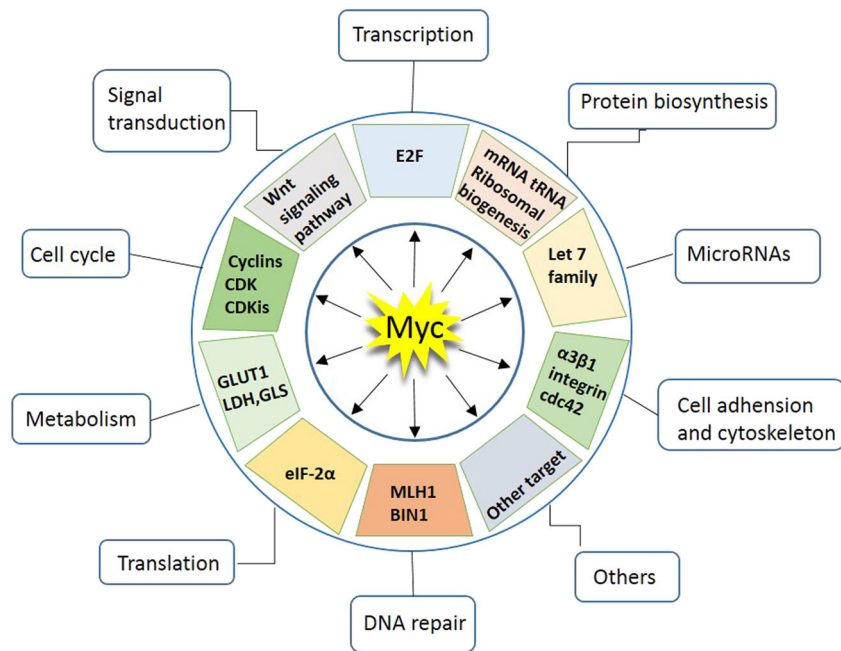 Transcription
Signal
transduction
Protein biosynthesis
E2F
mRNA tRNA
Ribosomal
biogenesis
Wnt
signaling
pathway
Cell cycle
Cyclins
CDK
CDKis
Let 7
family
MicroRNAs
Myc
GLUT1
LDH,GLS
α3β1
integrin
cdc42
Metabolism
Cell adhension
and cytoskeleton
eIF-2α
MLH1
BIN1
Other target
Translation
Others
DNA repair